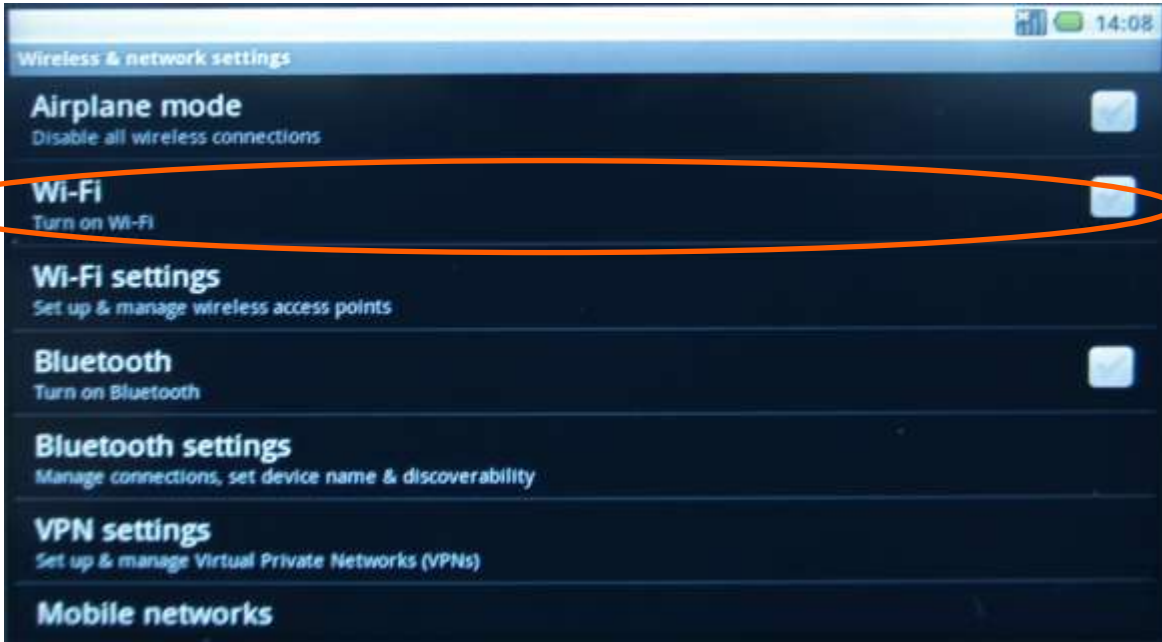 14:08
Wireless & network settings
Airplane mode
Disable all wireless connections
Wi-Fi
Turn on Wi-Fi
Wi-Fi settings
Set up & manage wireless access points
Bluetooth
Turn on Bluetooth
Bluetooth settings
Manage connections, set device name & discoverability
VPN settings
Set up & manage Virtual Private Networks (VPNs)
Mobile networks